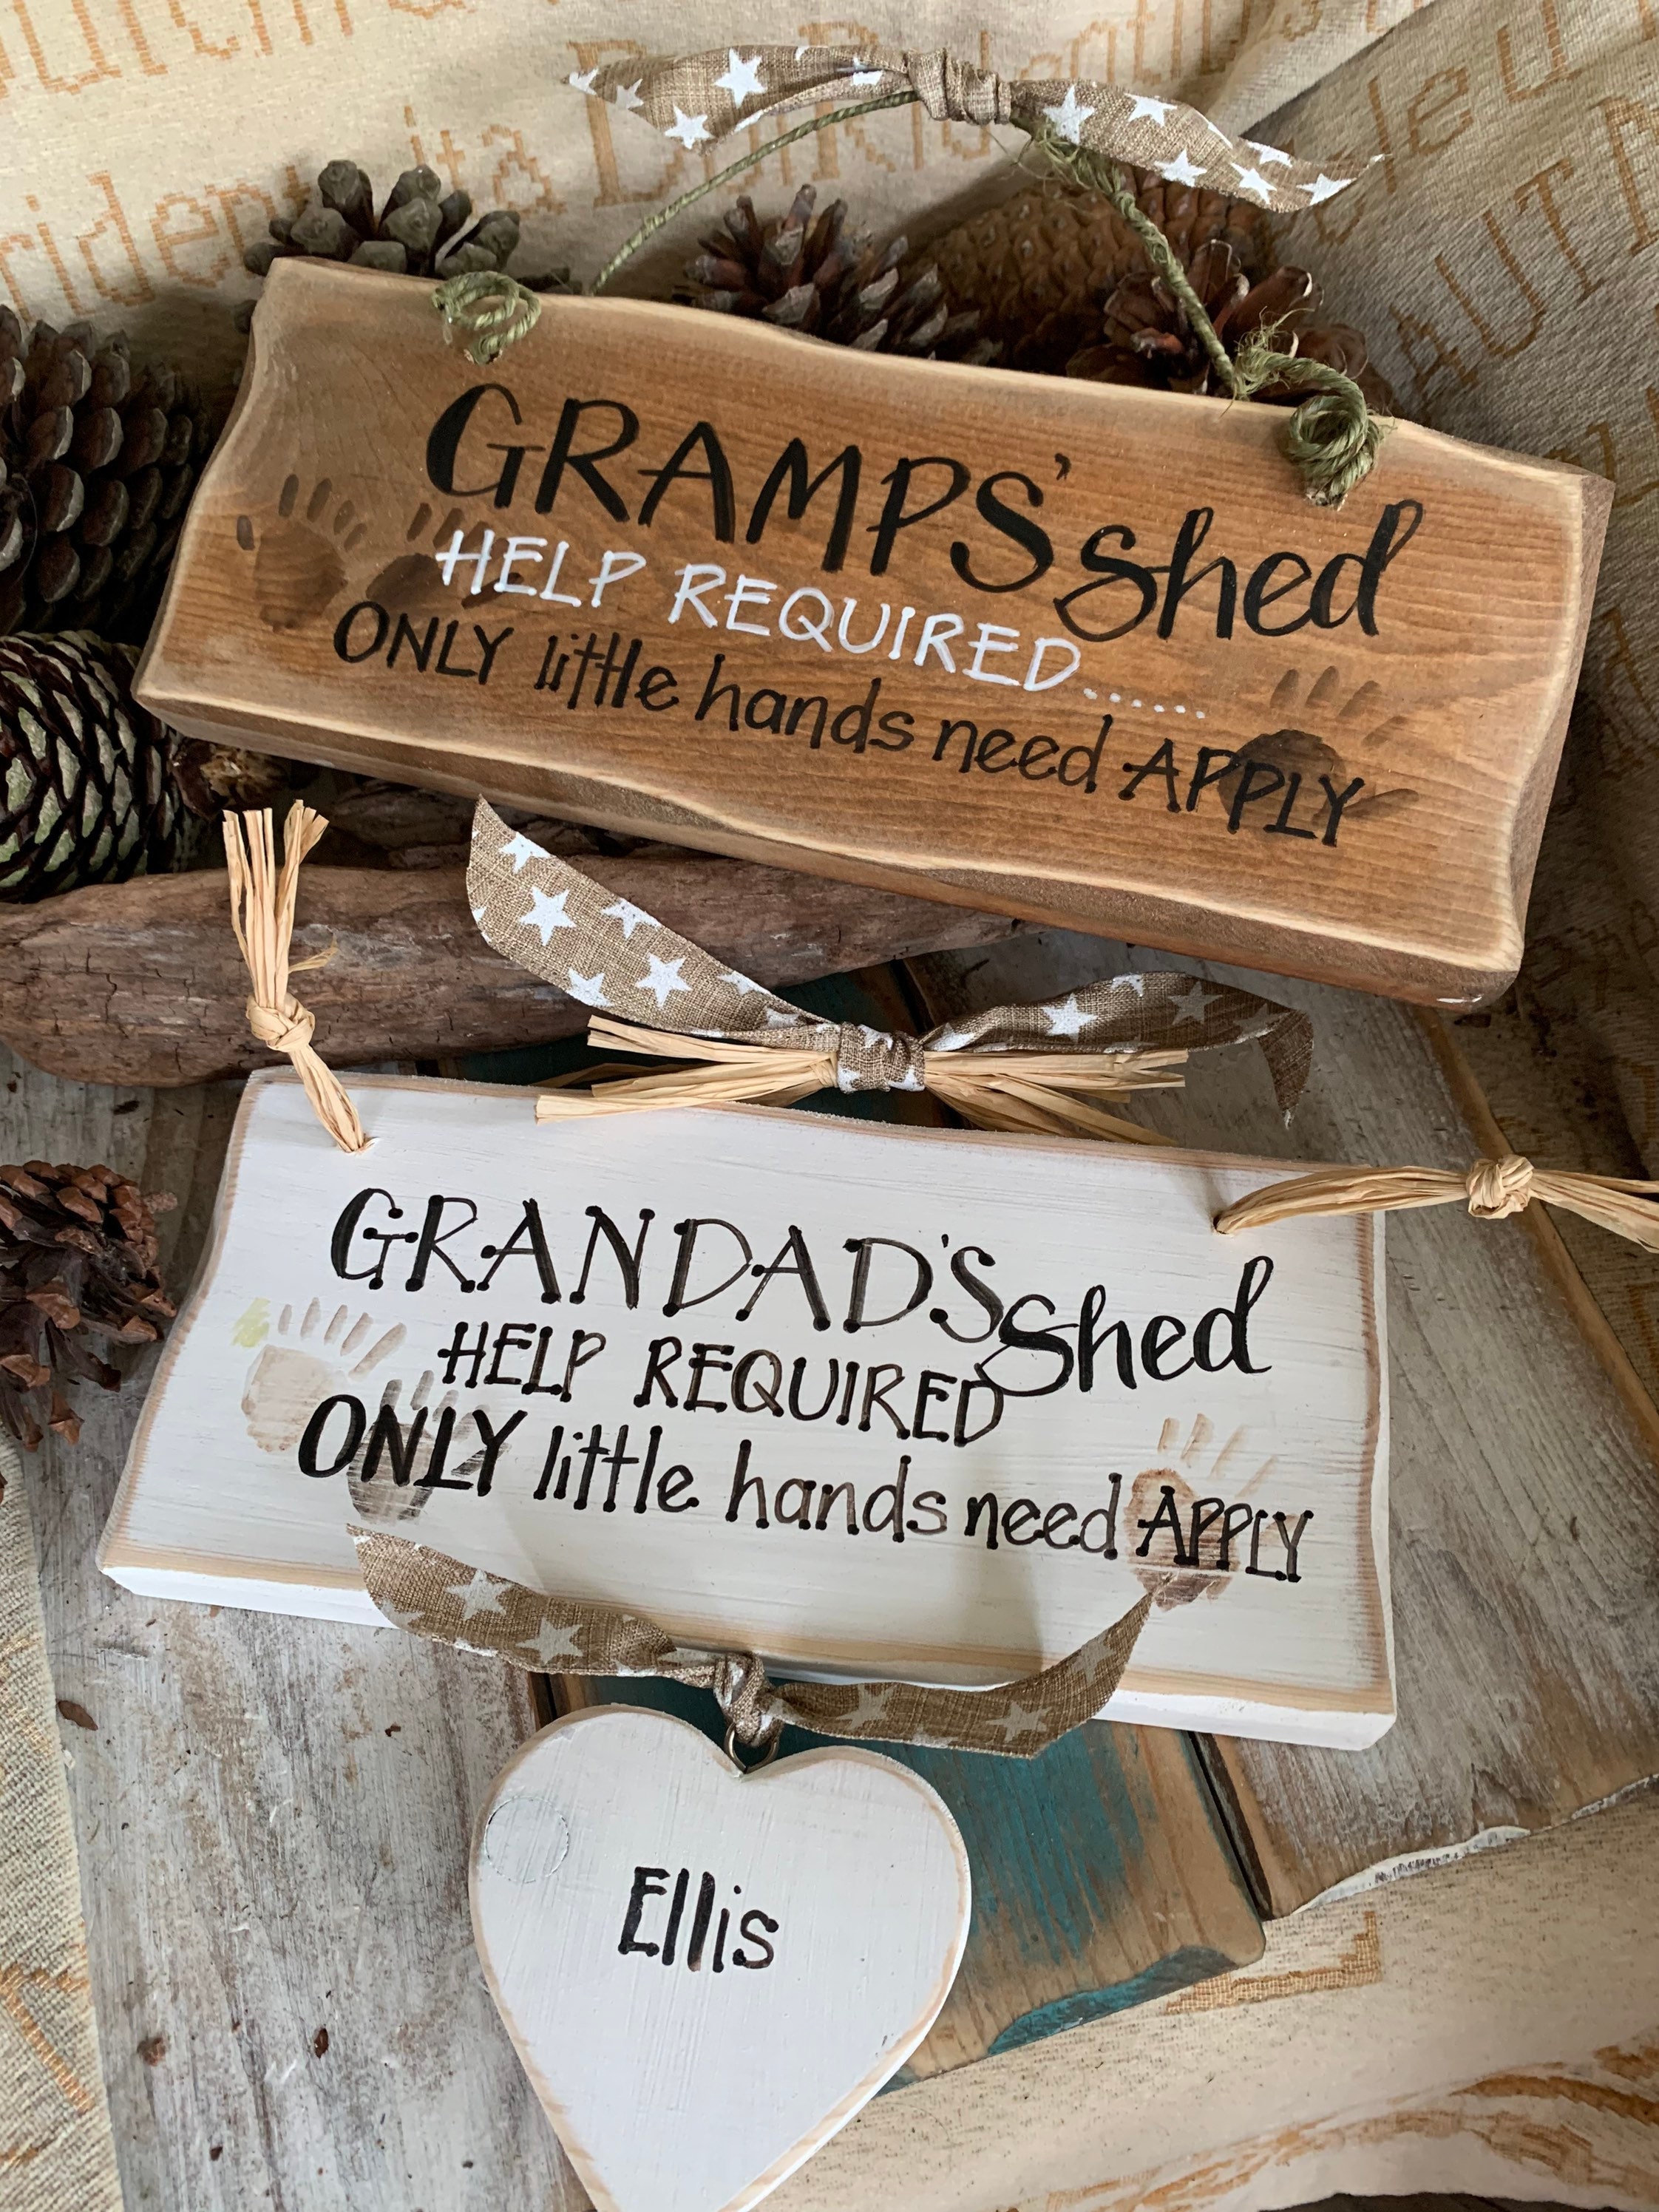 GRAMPS' shed
HELP REQUIRED......
ONLY little hands need APPLY
GRANDAD'S shed
HELP REQUIRED
ONLY little hands need APPLY
Ellis